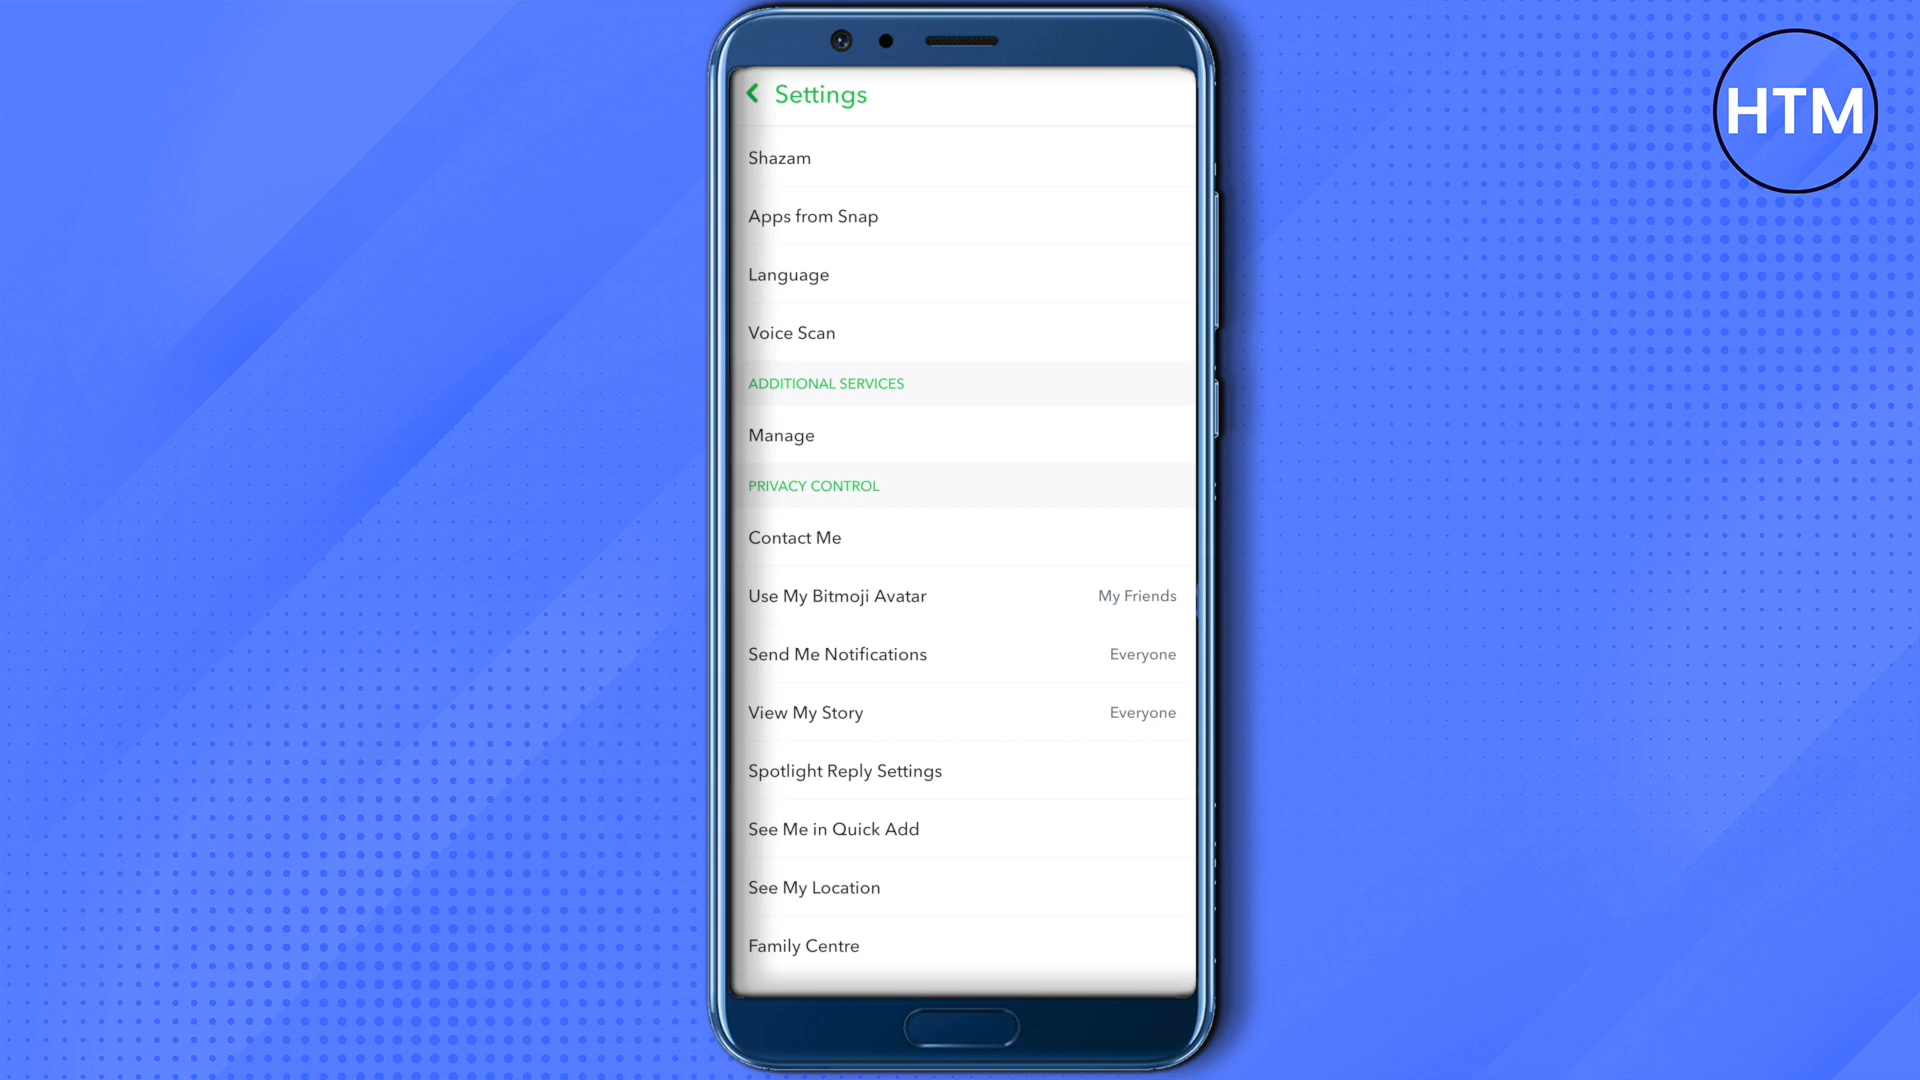 HTM
Settings
Shazam
Apps from Snap
Language
Voice Scan
ADDITIONAL SERVICES
Manage
PRIVACY CONTROL
Contact Me
Use My Bitmoji Avatar My Friends
Send Me Notifications Everyone
View My Story Everyone
Spotlight Reply Settings
See Me in Quick Add
See My Location
Family Centre